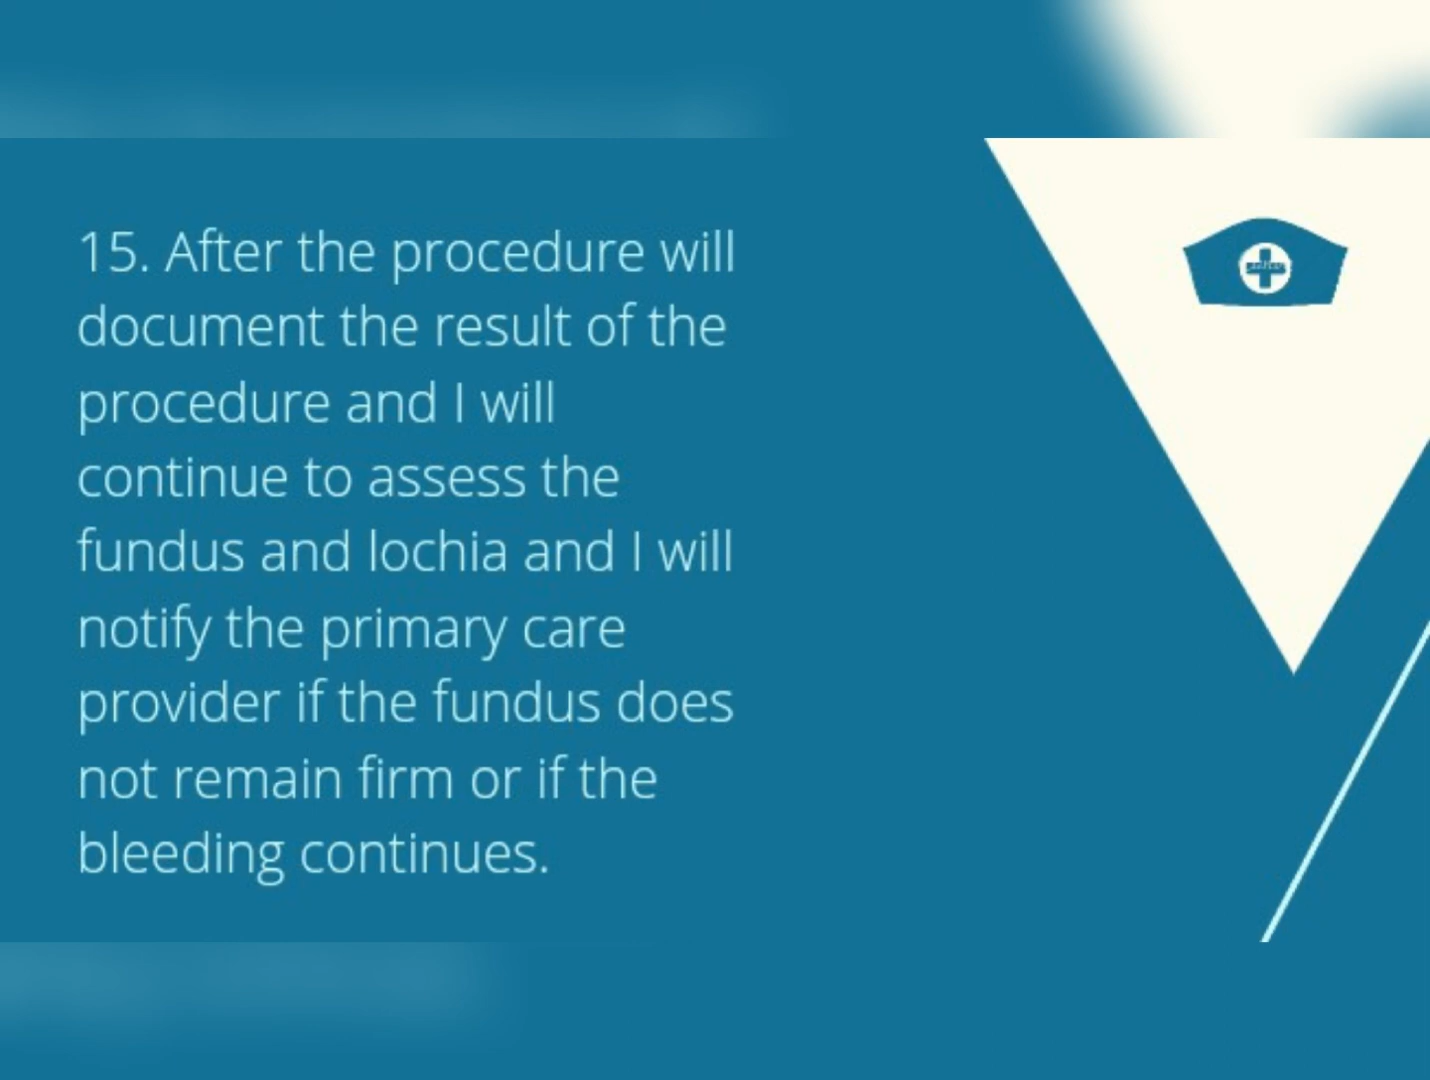 15. After the procedure will
document the result of the
procedure and I will
continue to assess the
fundus and lochia and I will
notify the primary care
provider if the fundus does
not remain firm or if the
bleeding continues.